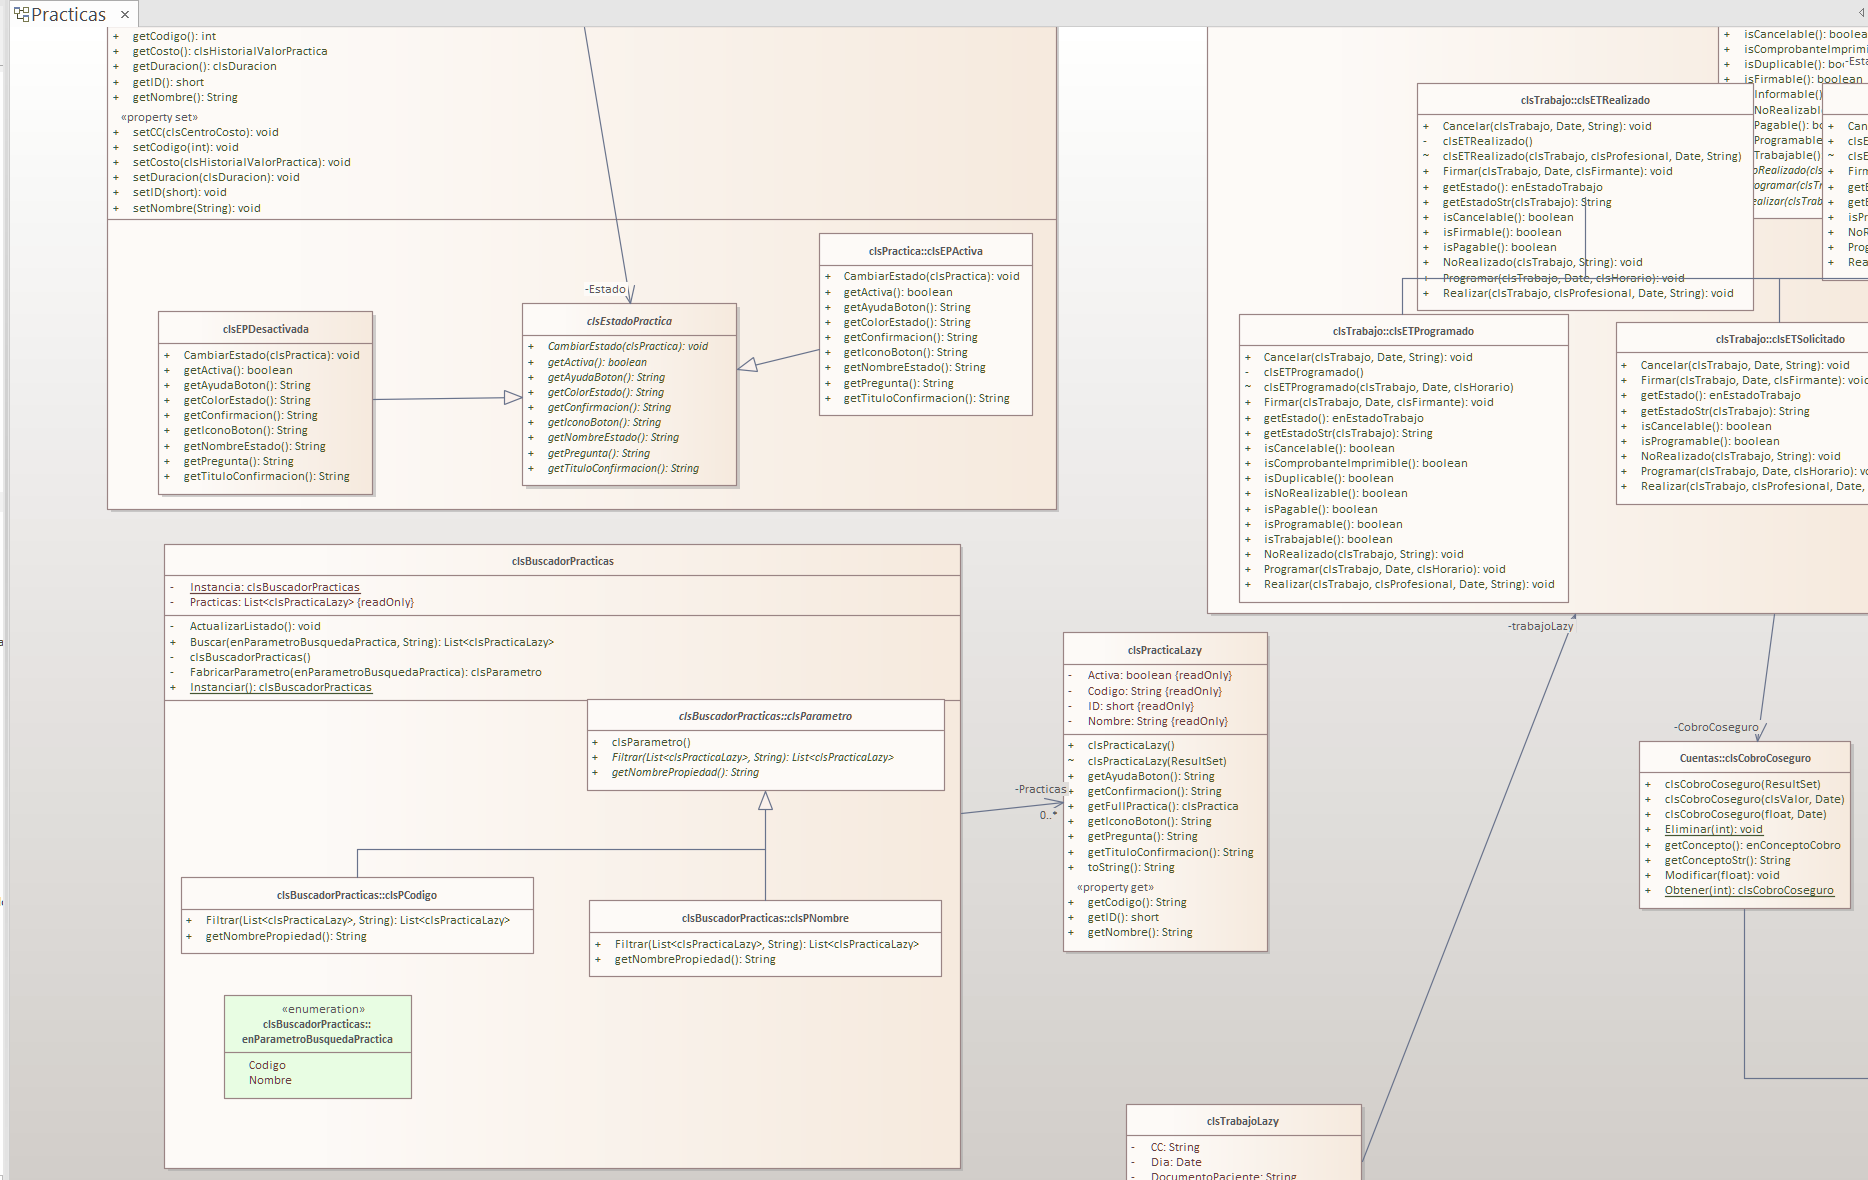 Practicas
+ getCodigo(): int
+ getCosto(): clsHistorialValorPractica
+ getDuracion(): clsDuracion
+ getID(): short
+ getNombre(): String
«property set»
+ setCC(clsCentroCosto): void
+ setCodigo(int): void
+ setCosto(clsHistorialValorPractica): void
+ setDuracion(clsDuracion): void
+ setID(short): void
+ setNombre(String): void
-Estado
clsEPDesactivada
+ CambiarEstado(clsPractica): void
+ getActiva(): boolean
+ getAyudaBoton(): String
+ getColorEstado(): String
+ getConfirmacion(): String
+ getIconoBoton(): String
+ getNombreEstado(): String
+ getPregunta(): String
+ getTituloConfirmacion(): String
clsEstadoPractica
+ CambiarEstado(clsPractica): void
+ getActiva(): boolean
+ getAyudaBoton(): String
+ getColorEstado(): String
+ getConfirmacion(): String
+ getIconoBoton(): String
+ getNombreEstado(): String
+ getPregunta(): String
+ getTituloConfirmacion(): String
clsPractica::clsEPActiva
+ CambiarEstado(clsPractica): void
+ getActiva(): boolean
+ getAyudaBoton(): String
+ getColorEstado(): String
+ getConfirmacion(): String
+ getIconoBoton(): String
+ getNombreEstado(): String
+ getPregunta(): String
+ getTituloConfirmacion(): String
clsBuscadorPracticas
- Instancia: clsBuscadorPracticas
- Practicas: List<clsPracticaLazy> {readOnly}
- ActualizarListado(): void
+ Buscar(enParametroBusquedaPractica, String): List<clsPracticaLazy>
- clsBuscadorPracticas()
- FabricarParametro(enParametroBusquedaPractica): clsParametro
+ Instanciar(): clsBuscadorPracticas
clsBuscadorPracticas::clsParametro
+ clsParametro()
+ Filtrar(List<clsPracticaLazy>, String): List<clsPracticaLazy>
+ getNombrePropiedad(): String
clsBuscadorPracticas::clsPCodigo
+ Filtrar(List<clsPracticaLazy>, String): List<clsPracticaLazy>
+ getNombrePropiedad(): String
clsBuscadorPracticas::clsPNombre
+ Filtrar(List<clsPracticaLazy>, String): List<clsPracticaLazy>
+ getNombrePropiedad(): String
«enumeration»
clsBuscadorPracticas::
enParametroBusquedaPractica
Codigo
Nombre
-Practicas
0..*
clsPracticaLazy
- Activa: boolean {readOnly}
- Codigo: String {readOnly}
- ID: short {readOnly}
- Nombre: String {readOnly}
+ clsPracticaLazy()
~ clsPracticaLazy(ResultSet)
+ getAyudaBoton(): String
+ getConfirmacion(): String
+ getFullPractica(): clsPractica
+ getIconoBoton(): String
+ getPregunta(): String
+ getTituloConfirmacion(): String
+ toString(): String
«property get»
+ getCodigo(): String
+ getID(): short
+ getNombre(): String
clsTrabajoLazy
- CC: String
- Dia: Date
- DocumentoPaciente: String
-trabajoLazy
clsTrabajo::clsETRealizado
+ Cancelar(clsTrabajo, Date, String): void
- clsETRealizado()
~ clsETRealizado(clsTrabajo, clsProfesional, Date, String)
+ Firmar(clsTrabajo, Date, clsFirmante): void
+ getEstado(): enEstadoTrabajo
+ getEstadoStr(clsTrabajo): String
+ isCancelable(): boolean
+ isFirmable(): boolean
+ isPagable(): boolean
+ NoRealizado(clsTrabajo, String): void
+ Programar(clsTrabajo, Date, clsHorario): void
+ Realizar(clsTrabajo, clsProfesional, Date, String): void
+ isCancelable(): boolea
+ isComprobanteImprimi
+ isDuplicable(): boo
-Esta
+ isFirmable(): boolean
Informable()
NoRealizabl
Pagable(): bo
Programable
Trabajable()
oRealizado(cls
ogramar(clsTr
ealizar(clsTrab
+ Can
+ clsE
~ clsE
+ Firm
+ getE
+ getE
+ isPr
+ NoR
+ Prog
+ Rea
clsTrabajo::clsETProgramado
+ Cancelar(clsTrabajo, Date, String): void
- clsETProgramado()
~ clsETProgramado(clsTrabajo, Date, clsHorario)
+ Firmar(clsTrabajo, Date, clsFirmante): void
+ getEstado(): enEstadoTrabajo
+ getEstadoStr(clsTrabajo): String
+ isCancelable(): boolean
+ isComprobanteImprimible(): boolean
+ isDuplicable(): boolean
+ isNoRealizable(): boolean
+ isPagable(): boolean
+ isProgramable(): boolean
+ isTrabajable(): boolean
+ NoRealizado(clsTrabajo, String): void
+ Programar(clsTrabajo, Date, clsHorario): void
+ Realizar(clsTrabajo, clsProfesional, Date, String): void
clsTrabajo::clsETSolicitado
+ Cancelar(clsTrabajo, Date, String): void
+ Firmar(clsTrabajo, Date, clsFirmante): void
+ getEstado(): enEstadoTrabajo
+ getEstadoStr(clsTrabajo): String
+ isCancelable(): boolean
+ isProgramable(): boolean
+ NoRealizado(clsTrabajo, String): void
+ Programar(clsTrabajo, Date, clsHorario): vo
+ Realizar(clsTrabajo, clsProfesional, Date,
-CobroCoseguro
Cuentas::clsCobroCoseguro
+ clsCobroCoseguro(ResultSet)
+ clsCobroCoseguro(clsValor, Date)
+ clsCobroCoseguro(float, Date)
+ Eliminar(int): void
+ getConcepto(): enConceptoCobro
+ getConceptoStr(): String
+ Modificar(float): void
+ Obtener(int): clsCobroCoseguro